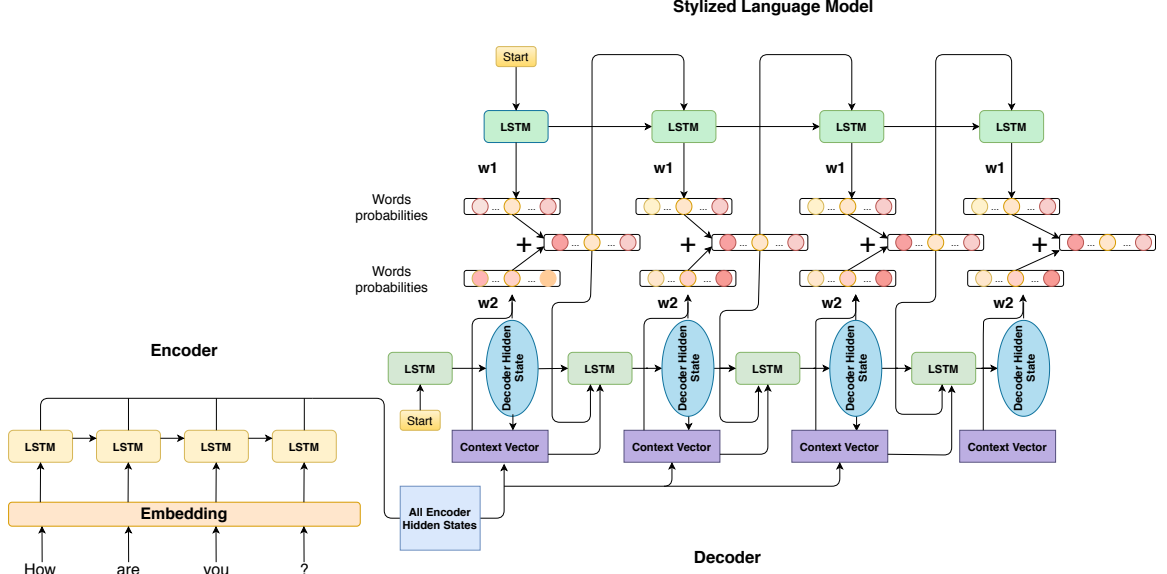 Stylized Language Model
Start
LSTM LSTM LSTM LSTM
w1 w1 w1
Words
probabilities
... ... ... ... ... ... ... ...
+ ... ... + ... ... + ... ... + ... ...
Words
probabilities
... ... ... ... ... ... ... ...
w2 w2 w2 w2
Encoder
LSTM Decoder Hidden State LSTM Decoder Hidden State LSTM Decoder Hidden State LSTM Decoder Hidden State
Start
LSTM LSTM LSTM LSTM
Context Vector Context Vector Context Vector Context Vector
Embedding
All Encoder
Hidden States
How are you ?
Decoder